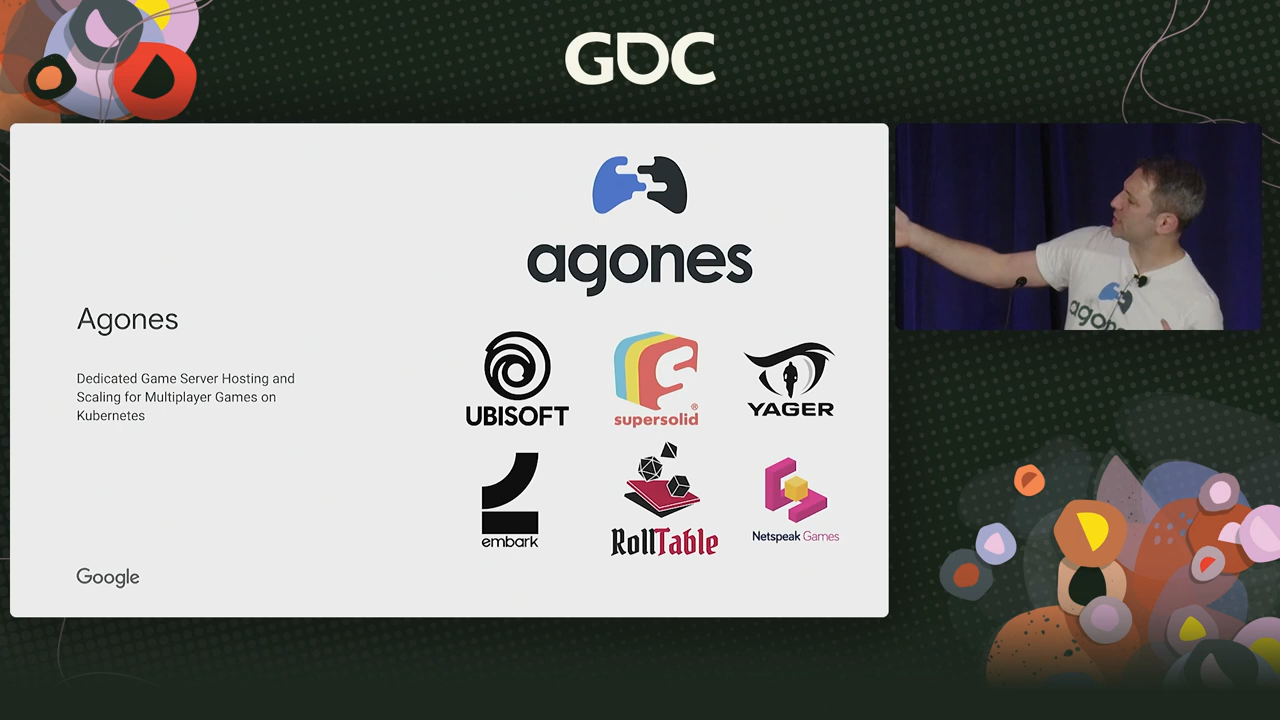 GDC
agones
Agones
Dedicated Game Server Hosting and
Scaling for Multiplayer Games on
Kubernetes
UBISOFT
supersolid
®
YAGER
embark
RollTable
Netspeak Games
Google
agon